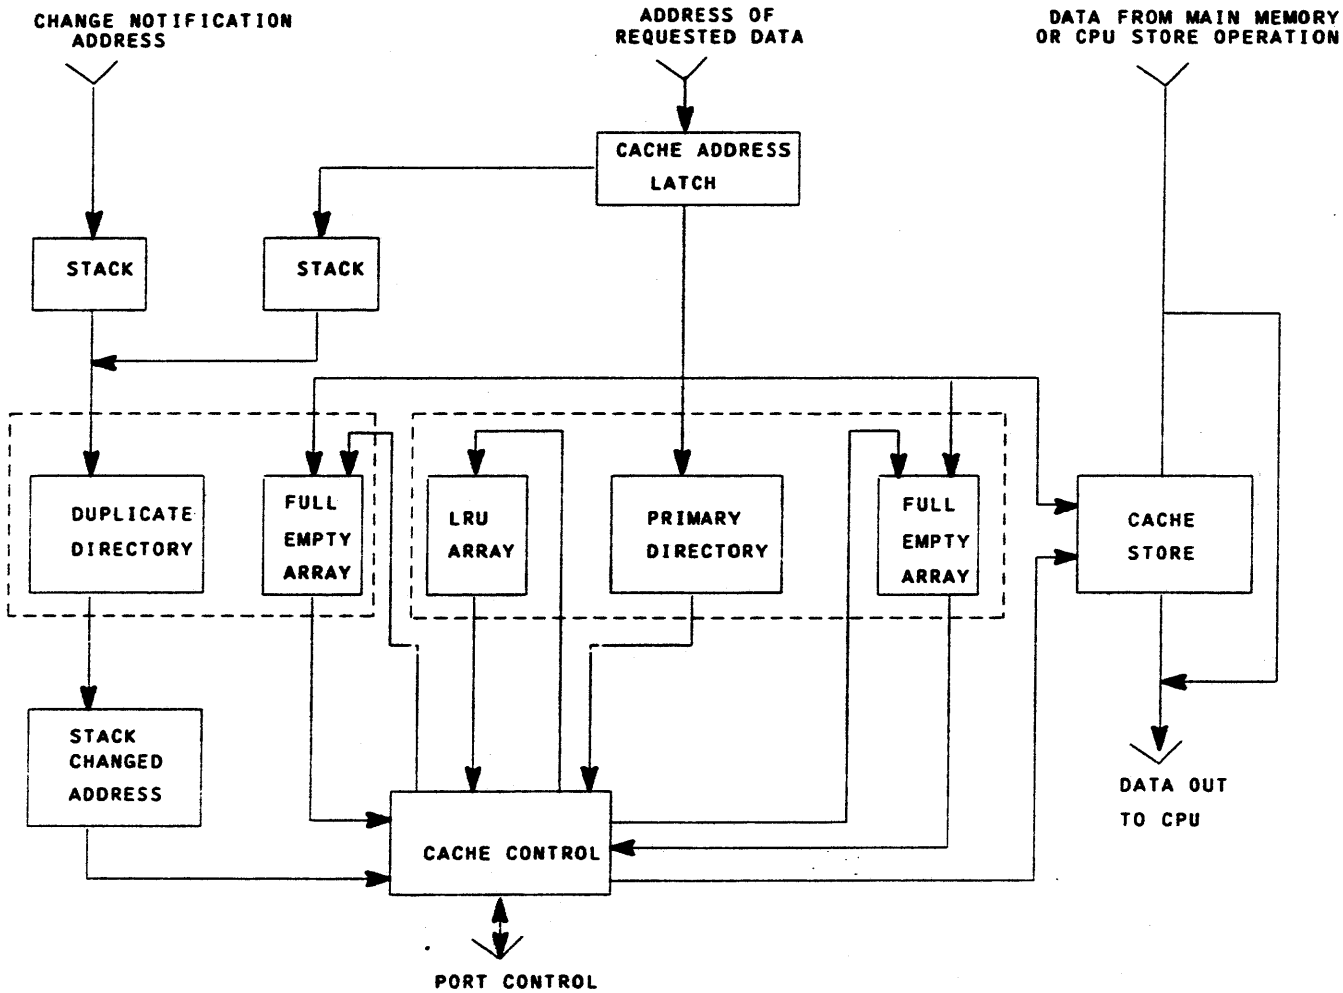 CHANGE NOTIFICATION
ADDRESS
ADDRESS OF
REQUESTED DATA
DATA FROM MAIN MEMORY
OR CPU STORE OPERATION
CACHE ADDRESS
LATCH
STACK
STACK
DUPLICATE
DIRECTORY
FULL
EMPTY
ARRAY
LRU
ARRAY
PRIMARY
DIRECTORY
FULL
EMPTY
ARRAY
CACHE
STORE
STACK
CHANGED
ADDRESS
CACHE CONTROL
DATA OUT
TO CPU
PORT CONTROL